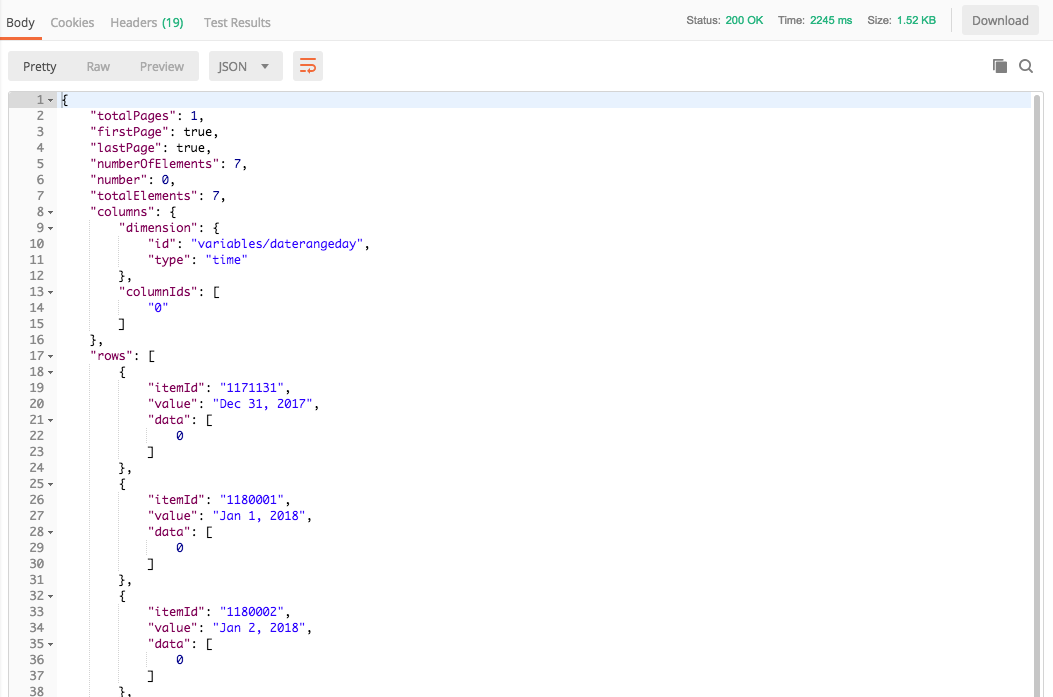 Body Cookies Headers (19) Test Results Status: 200 OK Time: 2245 ms Size: 1.52 KB Download
Pretty Raw Preview JSON
1 {
2 "totalPages": 1,
3 "firstPage": true,
4 "lastPage": true,
5 "numberOfElements": 7,
6 "number": 0,
7 "totalElements": 7,
8 "columns": {
9 "dimension": {
10 "id": "variables/daterangeday",
11 "type": "time"
12 },
13 "columnIds": [
14 "0"
15 ]
16 },
17 "rows": [
18 {
19 "itemId": "1171131",
20 "value": "Dec 31, 2017",
21 "data": [
22 0
23 ]
24 },
25 {
26 "itemId": "1180001",
27 "value": "Jan 1, 2018",
28 "data": [
29 0
30 ]
31 },
32 {
33 "itemId": "1180002",
34 "value": "Jan 2, 2018",
35 "data": [
36 0
37 ]
38 },